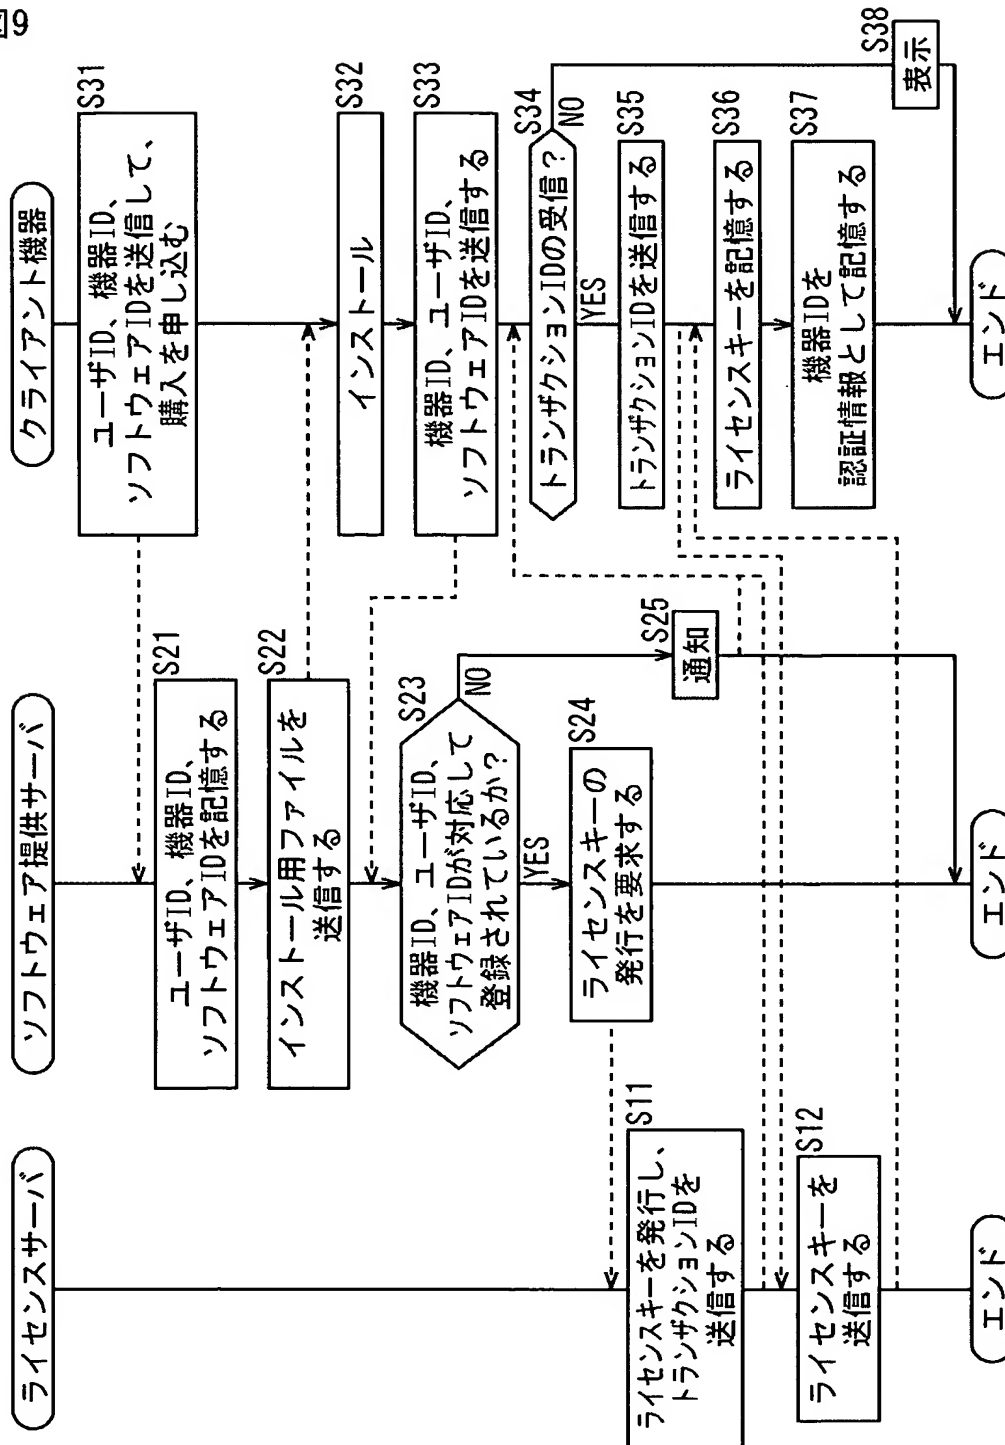 図9
クライアント機器
S31
ユーザID、機器ID、
ソフトウェアIDを送信して、
購入を申し込む
S32
インストール
S33
機器ID、ユーザID、
ソフトウェアIDを送信する
S34
トランザクションIDの受信?
NO
YES
S35
トランザクションIDを送信する
S36
ライセンスキーを記憶する
S37
機器IDを
認証情報として記憶する
S38
表示
エンド
ソフトウェア提供サーバ
S21
ユーザID、機器ID、
ソフトウェアIDを記憶する
S22
インストール用ファイルを
送信する
S23
機器ID、ユーザID、
ソフトウェアIDが対応して
登録されているか?
NO
YES
S25
通知
S24
ライセンスキーの
発行を要求する
エンド
ライセンスサーバ
S11
ライセンスキーを発行し、
トランザクションIDを
送信する
S12
ライセンスキーを
送信する
エンド